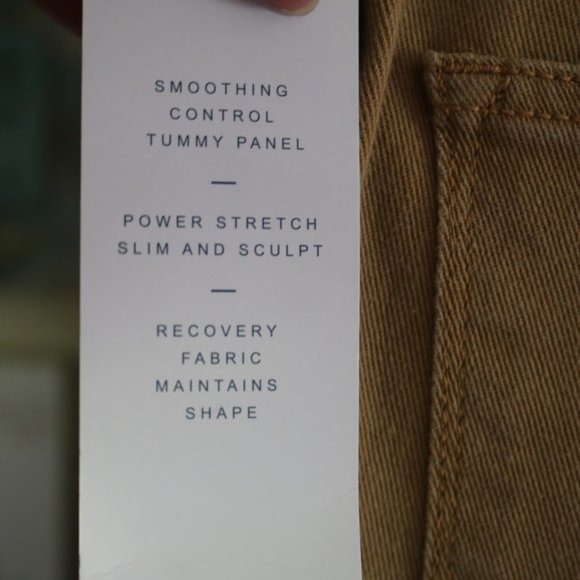 SMOOTHING
CONTROL
TUMMY PANEL
—
POWER STRETCH
SLIM AND SCULPT
—
RECOVERY
FABRIC
MAINTAINS
SHAPE